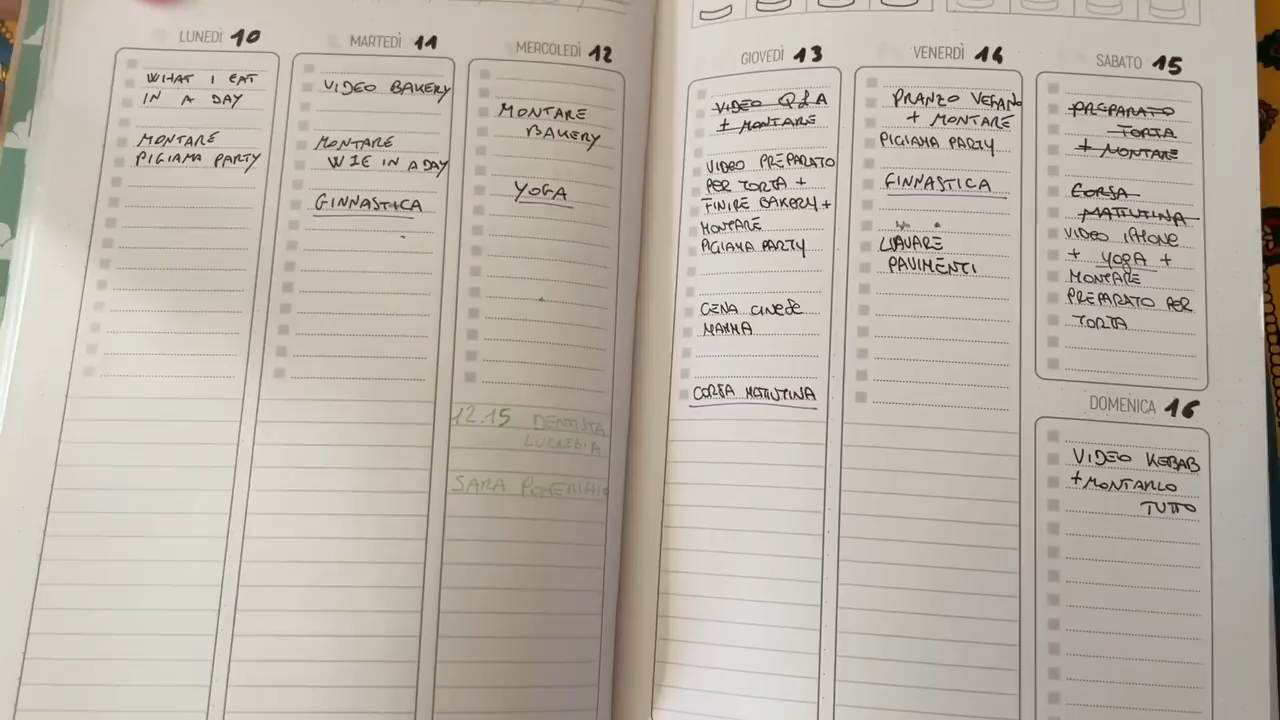 LUNEDÌ 10
WHAT I EAT
IN A DAY
MONTARE
PIGIAMA PARTY
MARTEDÌ 11
VIDEO BAKERY
MONTARE
WIE IN A DAY
GINNASTICA
MERCOLEDÌ 12
MONTARE
BAKERY
YOGA
12.15 DENTISTA
LUCREZIA
SARA
GIOVEDÌ 13
VIDEO Q&A
+ MONTARE
VIDEO PREPARATO
PER TORTA +
FINIRE BAKERY +
MONTARE
PIGIAMA PARTY
CENA CINESE
MAMMA
CORSA MATTUTINA
VENERDÌ 14
PRANZO VEGANO
+ MONTARE
PIGIAMA PARTY
GINNASTICA
LAVARE
PAVIMENTI
SABATO 15
PREPARATO
TORTA
+ MONTARE
CORSA
MATTUTINA
VIDEO IPHONE
+ YOGA +
MONTARE
PREPARATO PER
TORTA
DOMENICA 16
VIDEO KEBAB
+MONTARLO
TUTTO